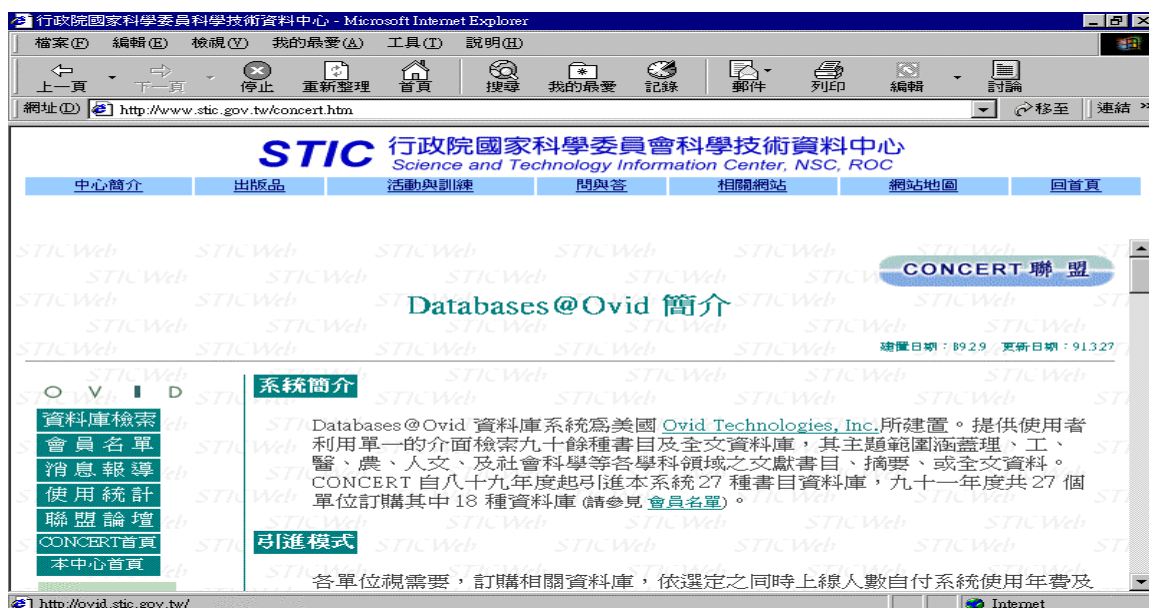 行政院國家科學委員會科學技術資料中心 - Microsoft Internet Explorer
檔案(F) 編輯(E) 檢視(V) 我的最愛(A) 工具(T) 說明(H)
上一頁 下一頁 停止 重新整理 首頁 搜尋 我的最愛 記錄 郵件 列印 編輯 討論
網址(D) http://www.stic.gov.tw/concert.htm 移至 連結 »
STIC 行政院國家科學委員會科學技術資料中心
Science and Technology Information Center, NSC, ROC
中心簡介 出版品 活動與訓練 問與答 相關網站 網站地圖 回首頁
CONCERT 聯盟
Databases@Ovid 簡介
建置日期：89.2.9 更新日期：91.3.27
OVID
資料庫檢索
會員名單
消息報導
使用統計
聯盟論壇
CONCERT首頁
本中心首頁
系統簡介
Databases@Ovid 資料庫系統為美國 Ovid Technologies, Inc.所建置。提供使用者
利用單一的介面檢索九十餘種書目及全文資料庫，其主題範圍涵蓋理、工、
醫、農、人文、及社會科學等各學科領域之文獻書目、摘要、或全文資料。
CONCERT 自八十九年度起引進本系統 27 種書目資料庫，九十一年度共 27 個
單位訂購其中 18 種資料庫 (請參見 會員名單)。
引進模式
各單位視需要，訂購相關資料庫，依選定之同時上線人數自付系統使用年費及
http://ovid.stic.gov.tw/ Internet